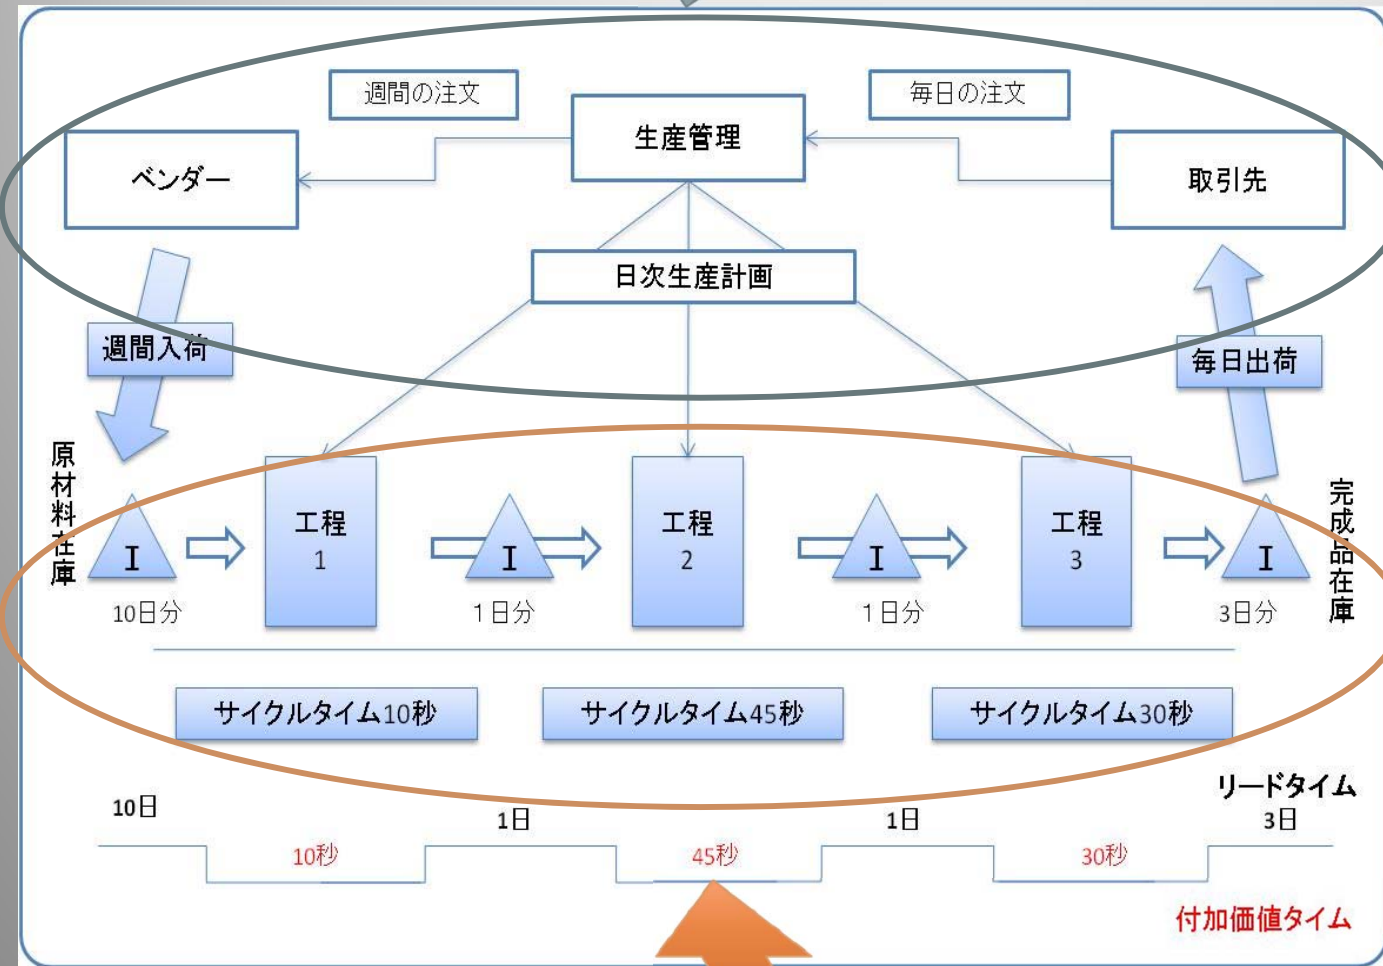 週間の注文
毎日の注文
生産管理
ベンダー
取引先
日次生産計画
週間入荷
毎日出荷
原材料在庫
完成品在庫
I
工程
1
I
工程
2
I
工程
3
I
10日分
1日分
1日分
3日分
サイクルタイム10秒
サイクルタイム45秒
サイクルタイム30秒
リードタイム
10日
1日
1日
3日
10秒
45秒
30秒
付加価値タイム